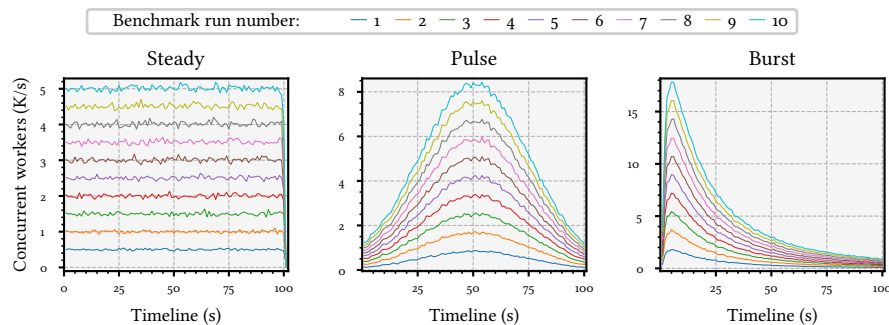 Benchmark run number: 1 2 3 4 5 6 7 8 9 10
Steady Pulse Burst
Concurrent workers (K/s)
5
4
3
2
1
0
0 25 50 75 100
Timeline (s)
8
6
4
2
0
25 50 75 100
Timeline (s)
15
10
5
0
25 50 75 100
Timeline (s)